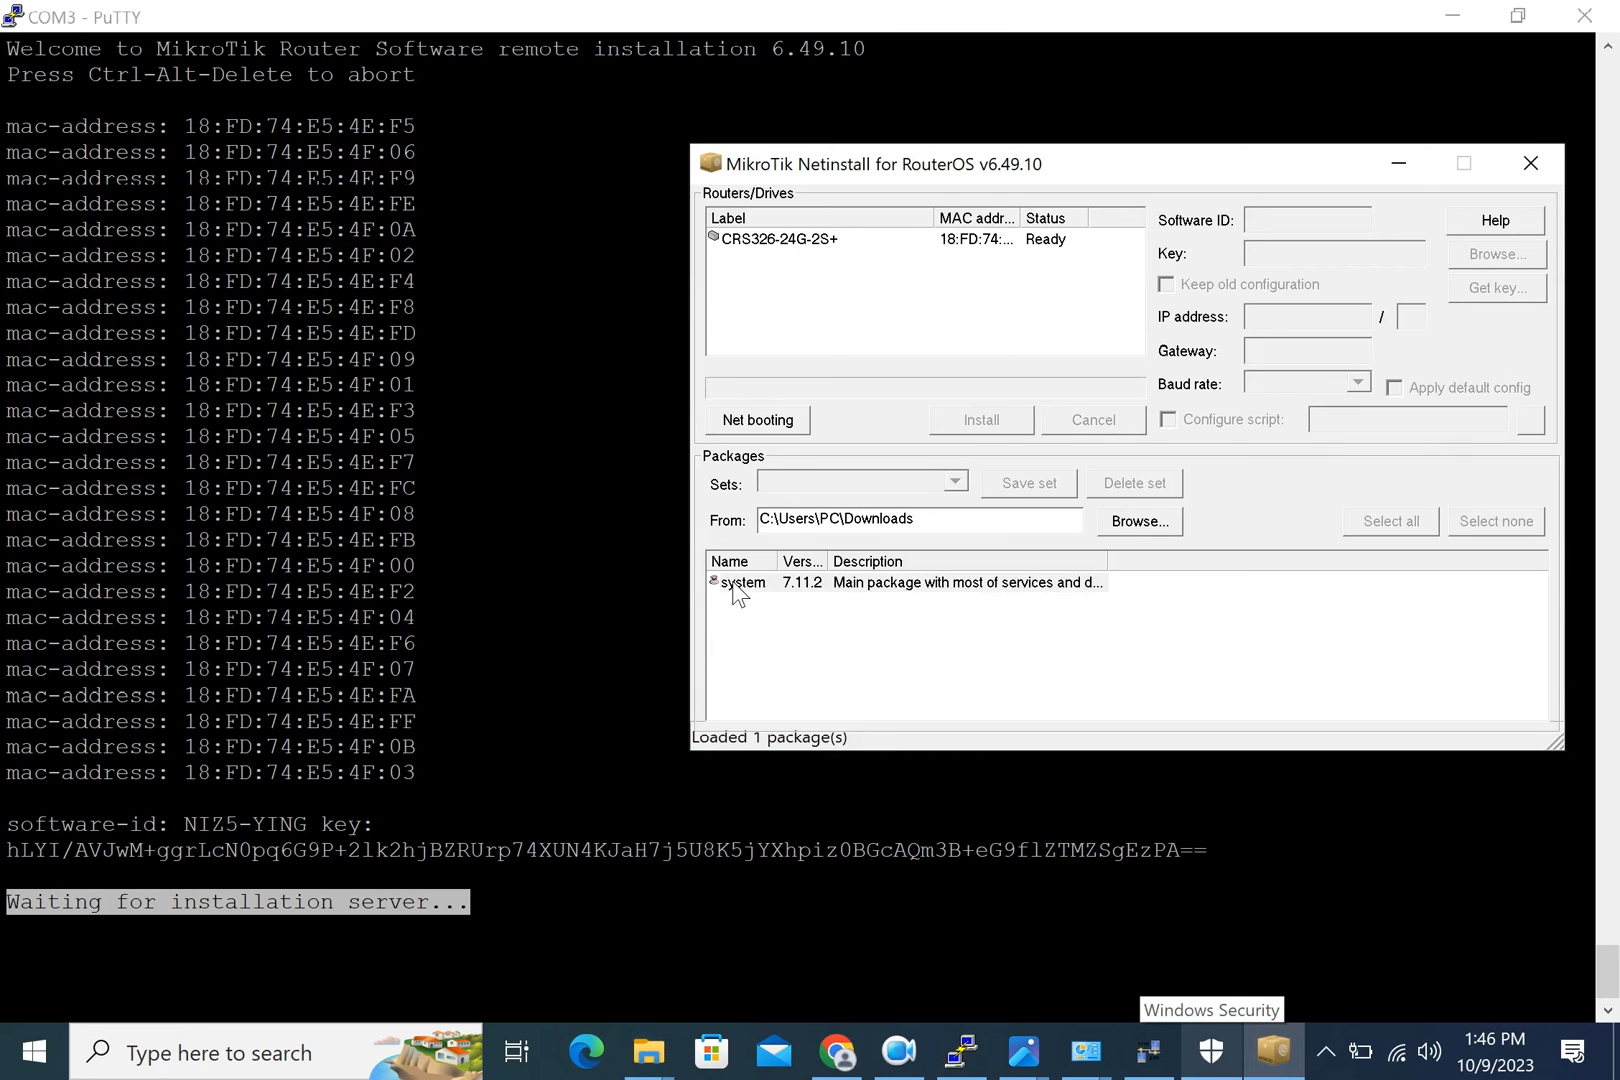 COM3 - PuTTY
Welcome to MikroTik Router Software remote installation 6.49.10
Press Ctrl-Alt-Delete to abort
mac-address: 18:FD:74:E5:4E:F5
mac-address: 18:FD:74:E5:4F:06
mac-address: 18:FD:74:E5:4E:F9
mac-address: 18:FD:74:E5:4E:FE
mac-address: 18:FD:74:E5:4F:0A
mac-address: 18:FD:74:E5:4F:02
mac-address: 18:FD:74:E5:4E:F4
mac-address: 18:FD:74:E5:4E:F8
mac-address: 18:FD:74:E5:4E:FD
mac-address: 18:FD:74:E5:4F:09
mac-address: 18:FD:74:E5:4F:01
mac-address: 18:FD:74:E5:4E:F3
mac-address: 18:FD:74:E5:4F:05
mac-address: 18:FD:74:E5:4E:F7
mac-address: 18:FD:74:E5:4E:FC
mac-address: 18:FD:74:E5:4F:08
mac-address: 18:FD:74:E5:4E:FB
mac-address: 18:FD:74:E5:4F:00
mac-address: 18:FD:74:E5:4E:F2
mac-address: 18:FD:74:E5:4F:04
mac-address: 18:FD:74:E5:4E:F6
mac-address: 18:FD:74:E5:4F:07
mac-address: 18:FD:74:E5:4E:FA
mac-address: 18:FD:74:E5:4E:FF
mac-address: 18:FD:74:E5:4F:0B
mac-address: 18:FD:74:E5:4F:03
software-id: NIZ5-YING key:
hLYI/AVJwM+ggrLcN0pq6G9P+2lk2hjBZRUrp74XUN4KJaH7j5U8K5jYXhpiz0BGcAQm3B+eG9flZTMZSgEzPA==
Waiting for installation server...
MikroTik Netinstall for RouterOS v6.49.10
Routers/Drives
Label MAC addr... Status
CRS326-24G-2S+ 18:FD:74:... Ready
Software ID: Help
Key: Browse...
Keep old configuration Get key...
IP address: /
Gateway:
Baud rate: Apply default config
Net booting Install Cancel Configure script:
Packages
Sets: Save set Delete set
From: C:\Users\PC\Downloads Browse... Select all Select none
Name Vers... Description
system 7.11.2 Main package with most of services and d...
Loaded 1 package(s)
Windows Security
Type here to search
1:46 PM
10/9/2023